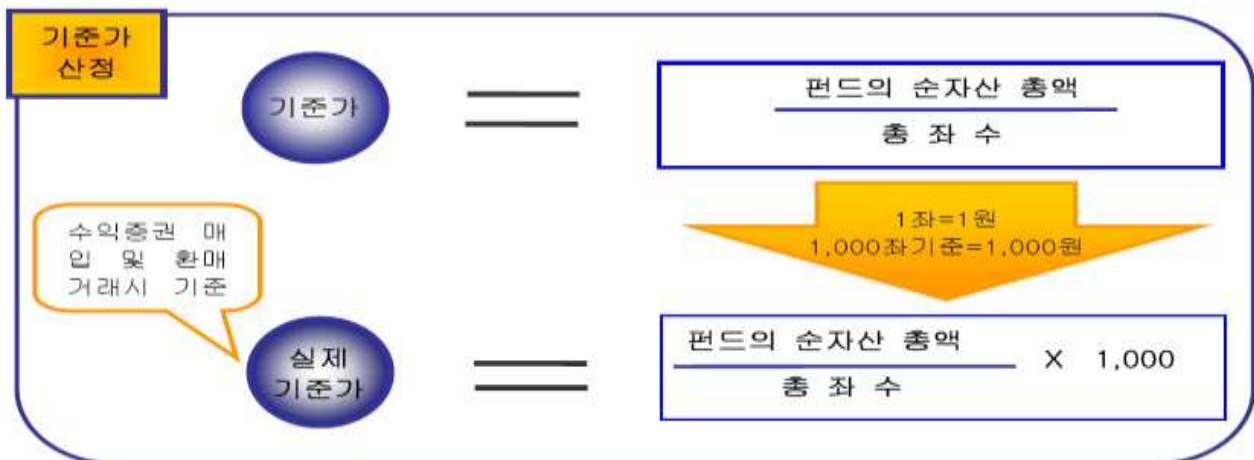 기준가
산정
기준가
=
펀드의 순자산 총액
총 좌 수
1좌=1원
1,000좌기준=1,000원
수익증권 매
입 및 환매
거래시 기준
실제
기준가
=
펀드의 순자산 총액
총 좌 수
X 1,000